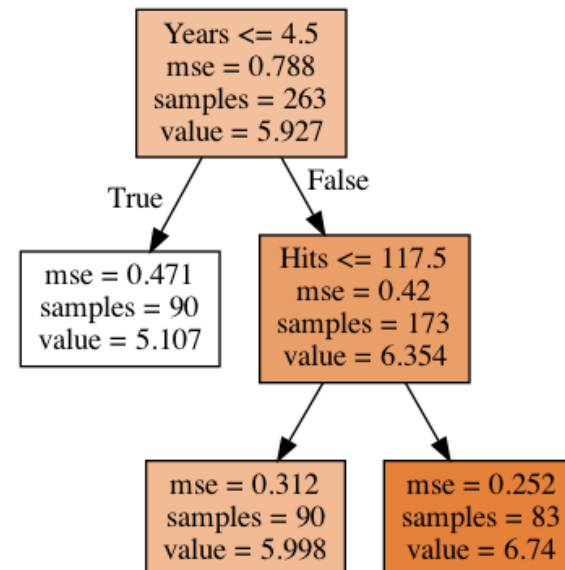 Years <= 4.5
mse = 0.788
samples = 263
value = 5.927
True
False
mse = 0.471
samples = 90
value = 5.107
Hits <= 117.5
mse = 0.42
samples = 173
value = 6.354
mse = 0.312
samples = 90
value = 5.998
mse = 0.252
samples = 83
value = 6.74